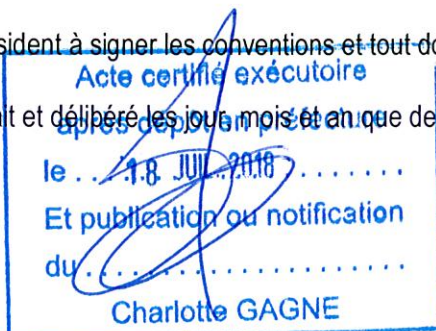 sident à signer les conventions et tout do
Acte certifié exécutoire
ait et délibéré les jour, mois et an que de
après dépôt en préfecture
le . . . 18 JUIL. 2018 . . . . . . .
Et publication ou notification
du . . . . . . . . . . . . . . . . . . . . .
Charlotte GAGNE